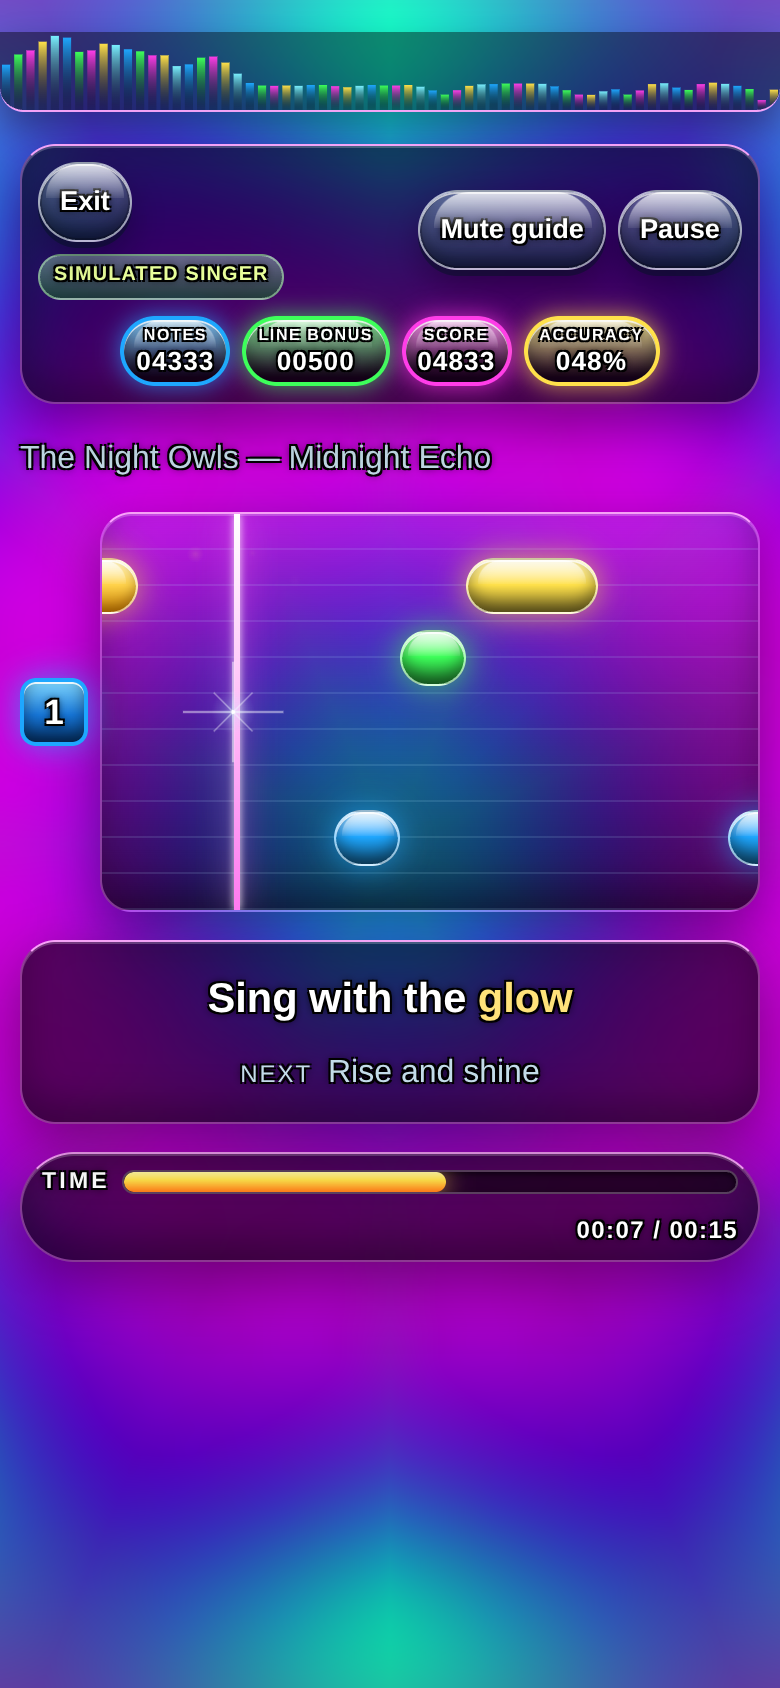 Exit
Mute guide
Pause
SIMULATED SINGER
NOTES
04333
LINE BONUS
00500
SCORE
04833
ACCURACY
048%
The Night Owls — Midnight Echo
1
Sing with the glow
NEXT Rise and shine
TIME
00:07 / 00:15